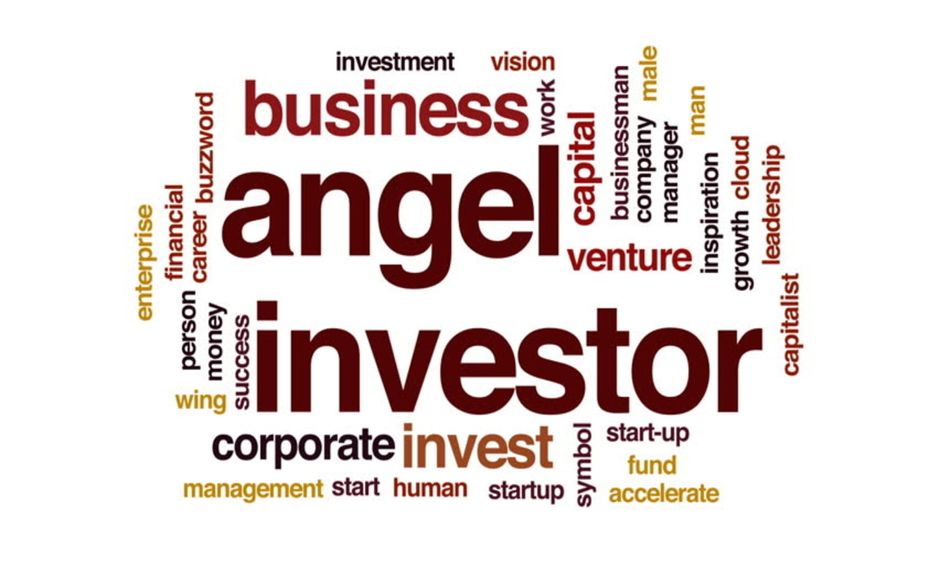 investment
vision
business
work
capital
businessman
male
company
manager
man
buzzword
angel
venture
inspiration
cloud
growth
leadership
enterprise
financial
career
capitalist
person
money
success
investor
wing
corporate
invest
symbol
start-up
fund
management
start
human
startup
accelerate